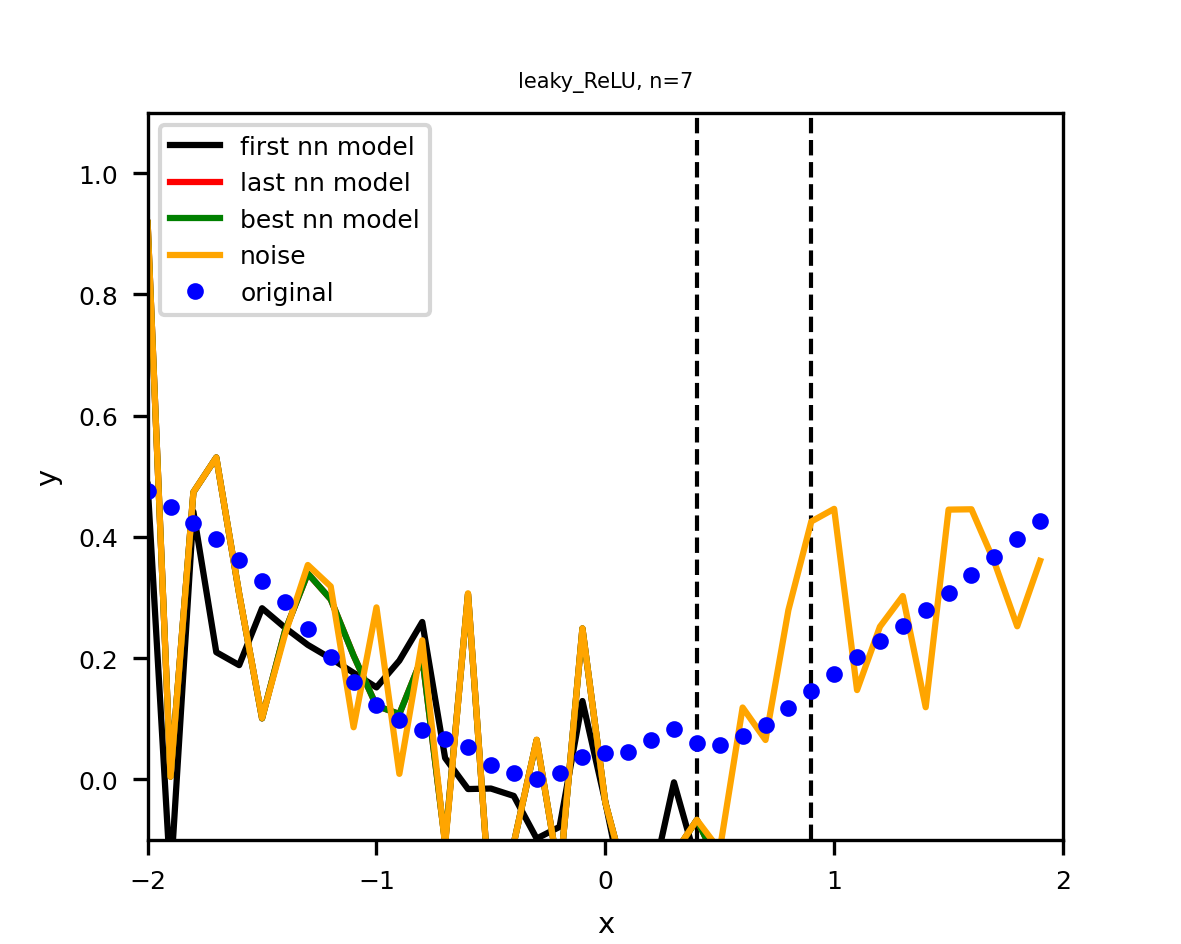 leaky_ReLU, n=7
first nn model
last nn model
best nn model
noise
original
1.0
0.8
0.6
0.4
0.2
0.0
y
−2
−1
0
1
2
x